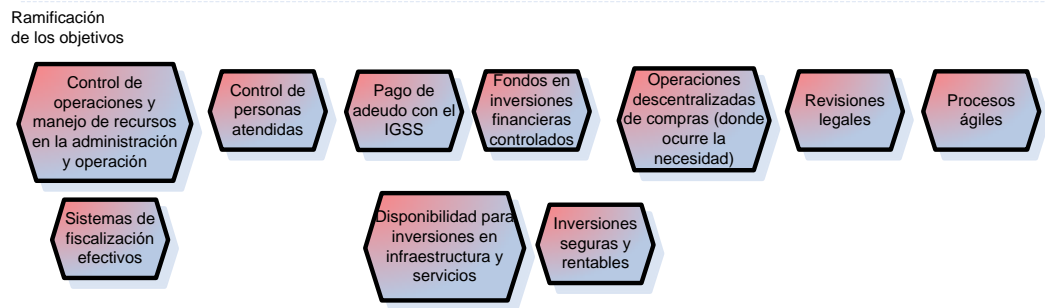 Ramificación
de los objetivos
Control de
operaciones y
manejo de recursos
en la administración
y operación
Control de
personas
atendidas
Pago de
adeudo con el
IGSS
Fondos en
inversiones
financieras
controlados
Operaciones
descentralizadas
de compras (donde
ocurre la
necesidad)
Revisiones
legales
Procesos
ágiles
Sistemas de
fiscalización
efectivos
Disponibilidad para
inversiones en
infraestructura y
servicios
Inversiones
seguras y
rentables